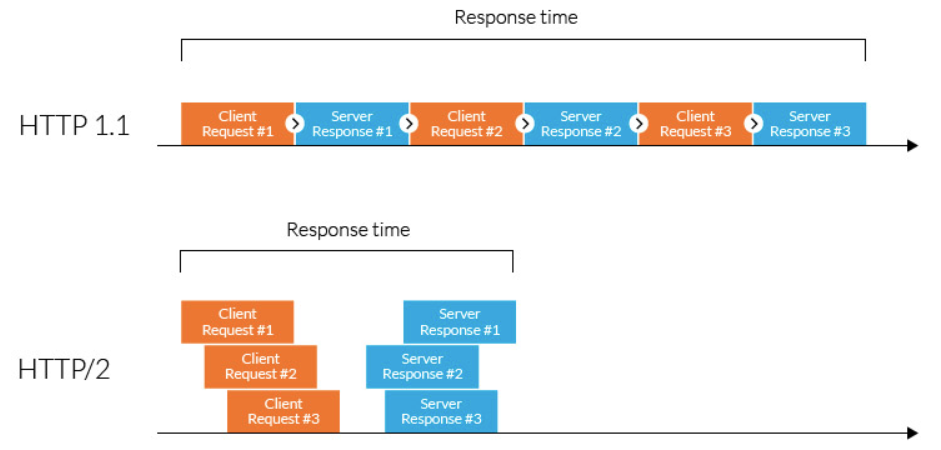 Response time
HTTP 1.1
Client
Request #1
Server
Response #1
Client
Request #2
Server
Response #2
Client
Request #3
Server
Response #3
Response time
HTTP/2
Client
Request #1
Server
Response #1
Client
Request #2
Server
Response #2
Client
Request #3
Server
Response #3